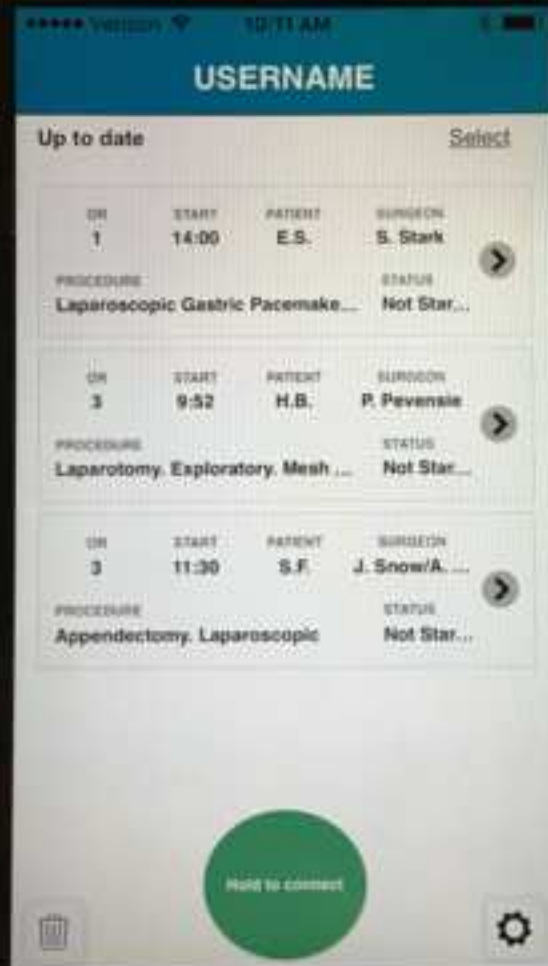 Verizon 10:11 AM
USERNAME
Up to date Select
OR START PATIENT SURGEON
1 14:00 E.S. S. Stark
PROCEDURE STATUS
Laparoscopic Gastric Pacemake... Not Star...
OR START PATIENT SURGEON
3 9:52 H.B. P. Pevensie
PROCEDURE STATUS
Laparotomy. Exploratory. Mesh ... Not Star...
OR START PATIENT SURGEON
3 11:30 S.F. J. Snow/A. ...
PROCEDURE STATUS
Appendectomy. Laparoscopic Not Star...
Hold to connect